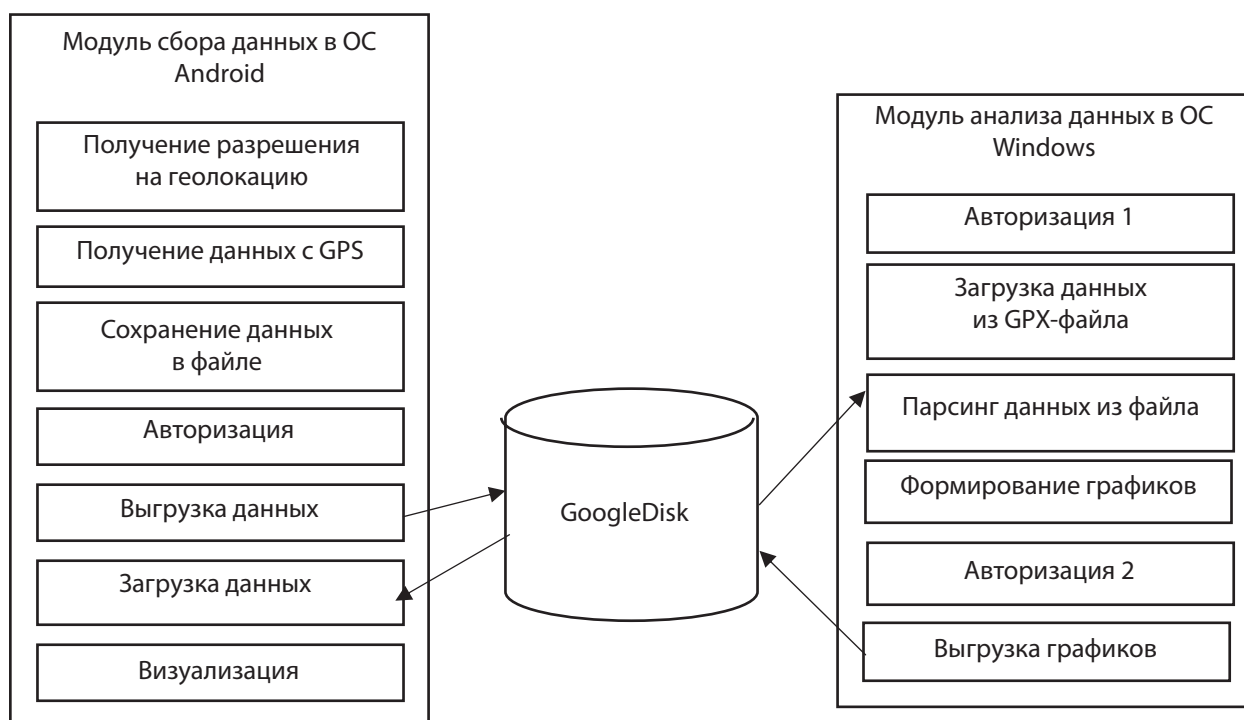 Модуль сбора данных в ОС
Android
Получение разрешения
на геолокацию
Получение данных с GPS
Сохранение данных
в файле
Авторизация
Выгрузка данных
Загрузка данных
Визуализация
GoogleDisk
Модуль анализа данных в ОС
Windows
Авторизация 1
Загрузка данных
из GPX-файла
Парсинг данных из файла
Формирование графиков
Авторизация 2
Выгрузка графиков